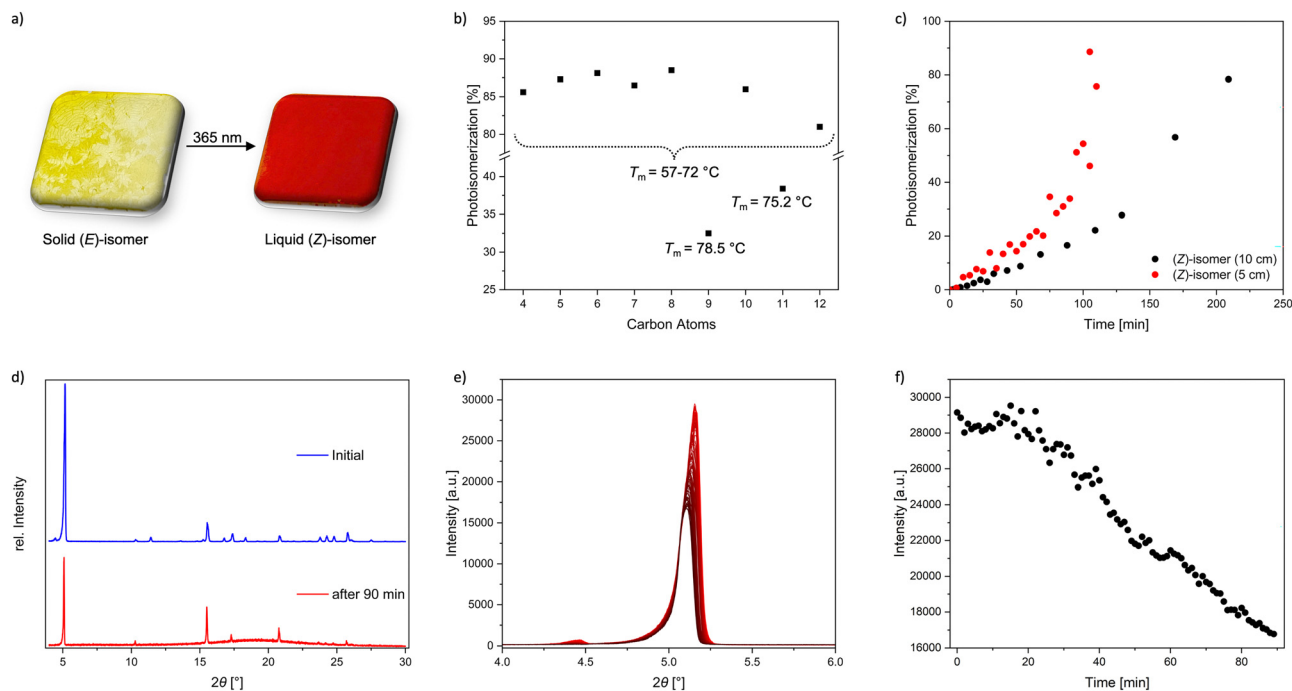 a)
365 nm
Solid (E)-isomer
Liquid (Z)-isomer
b)
95
90
85
80
35
30
25
Photoisomerization [%]
Tm = 57-72 °C
Tm = 75.2 °C
Tm = 78.5 °C
4 5 6 7 8 9 10 11 12
Carbon Atoms
c)
100
80
60
40
20
0
Photoisomerization [%]
(Z)-isomer (10 cm)
(Z)-isomer (5 cm)
0 50 100 150 200 250
Time [min]
d)
rel. Intensity
Initial
after 90 min
5 10 15 20 25 30
2θ [°]
e)
30000
25000
20000
15000
10000
5000
0
Intensity [a.u.]
4.0 4.5 5.0 5.5 6.0
2θ [°]
f)
30000
28000
26000
24000
22000
20000
18000
16000
Intensity [a.u.]
0 20 40 60 80
Time [min]